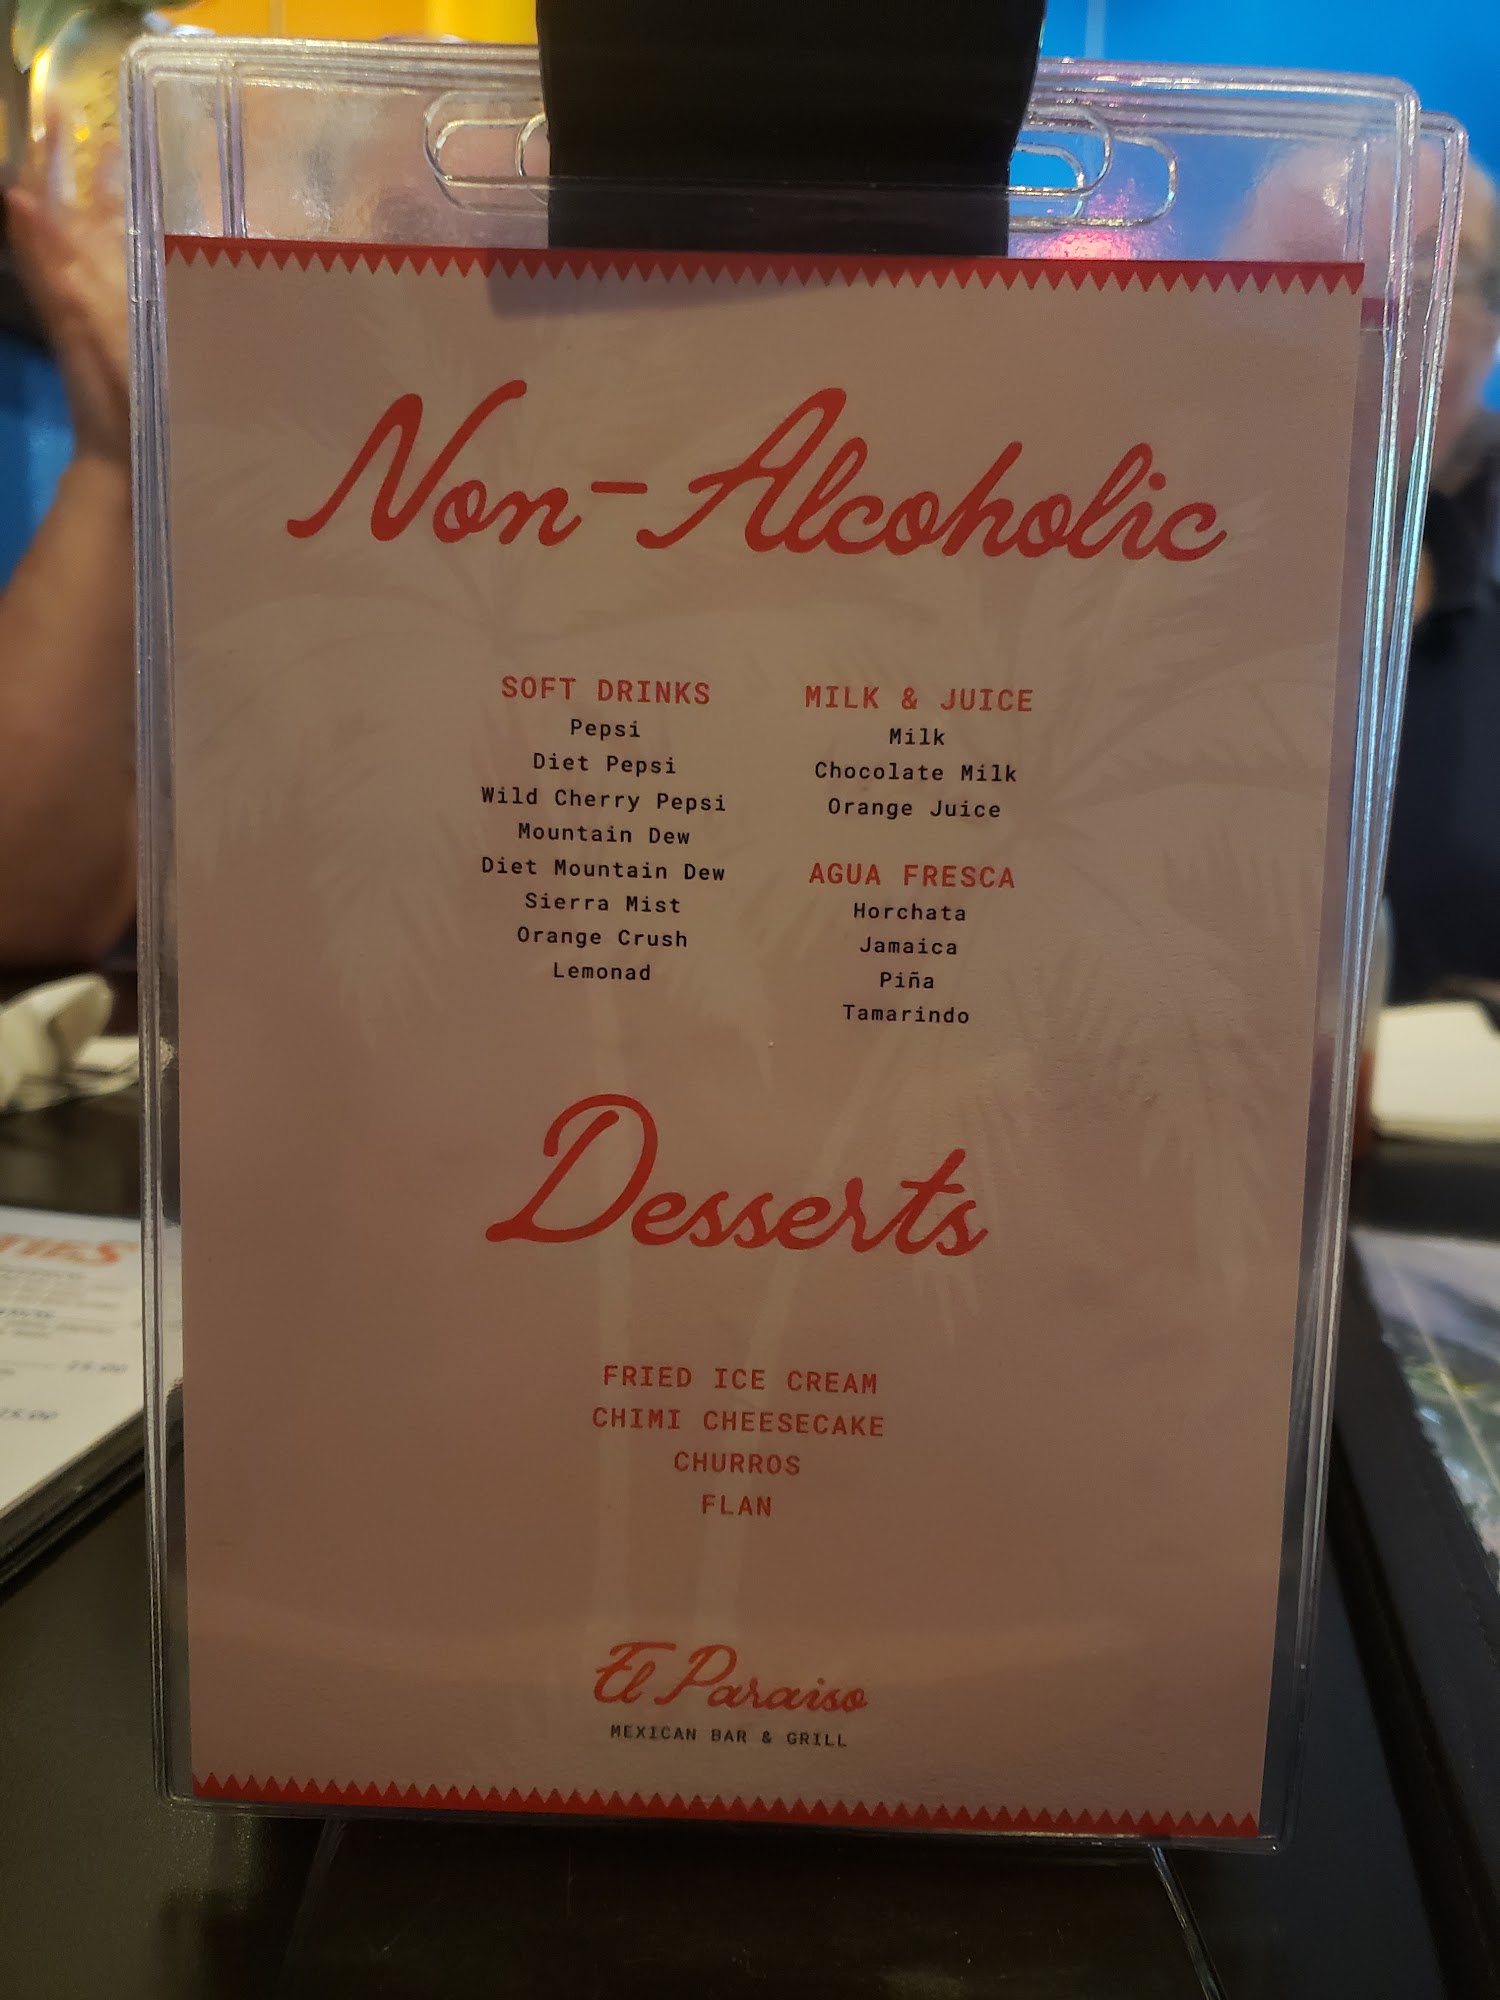 Non-Alcoholic
SOFT DRINKS
Pepsi
Diet Pepsi
Wild Cherry Pepsi
Mountain Dew
Diet Mountain Dew
Sierra Mist
Orange Crush
Lemonad
MILK & JUICE
Milk
Chocolate Milk
Orange Juice
AGUA FRESCA
Horchata
Jamaica
Piña
Tamarindo
Desserts
FRIED ICE CREAM
CHIMI CHEESECAKE
CHURROS
FLAN
El Paraiso
MEXICAN BAR & GRILL